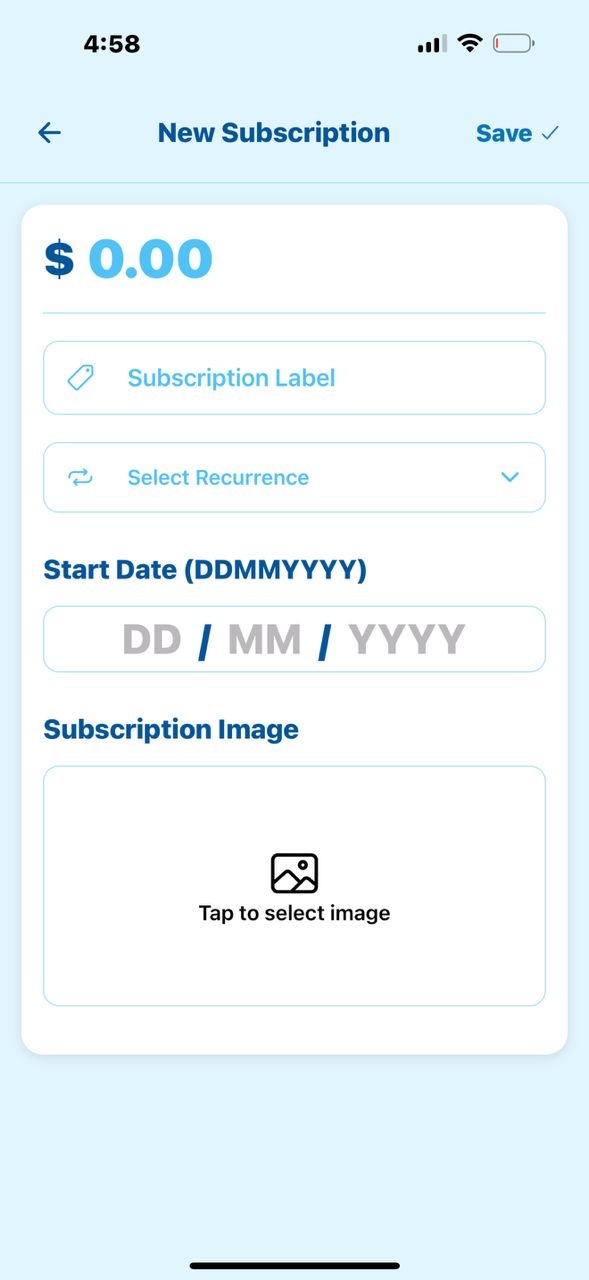 4:58
New Subscription
Save
$ 0.00
Subscription Label
Select Recurrence
Start Date (DDMMYYYY)
DD / MM / YYYY
Subscription Image
Tap to select image